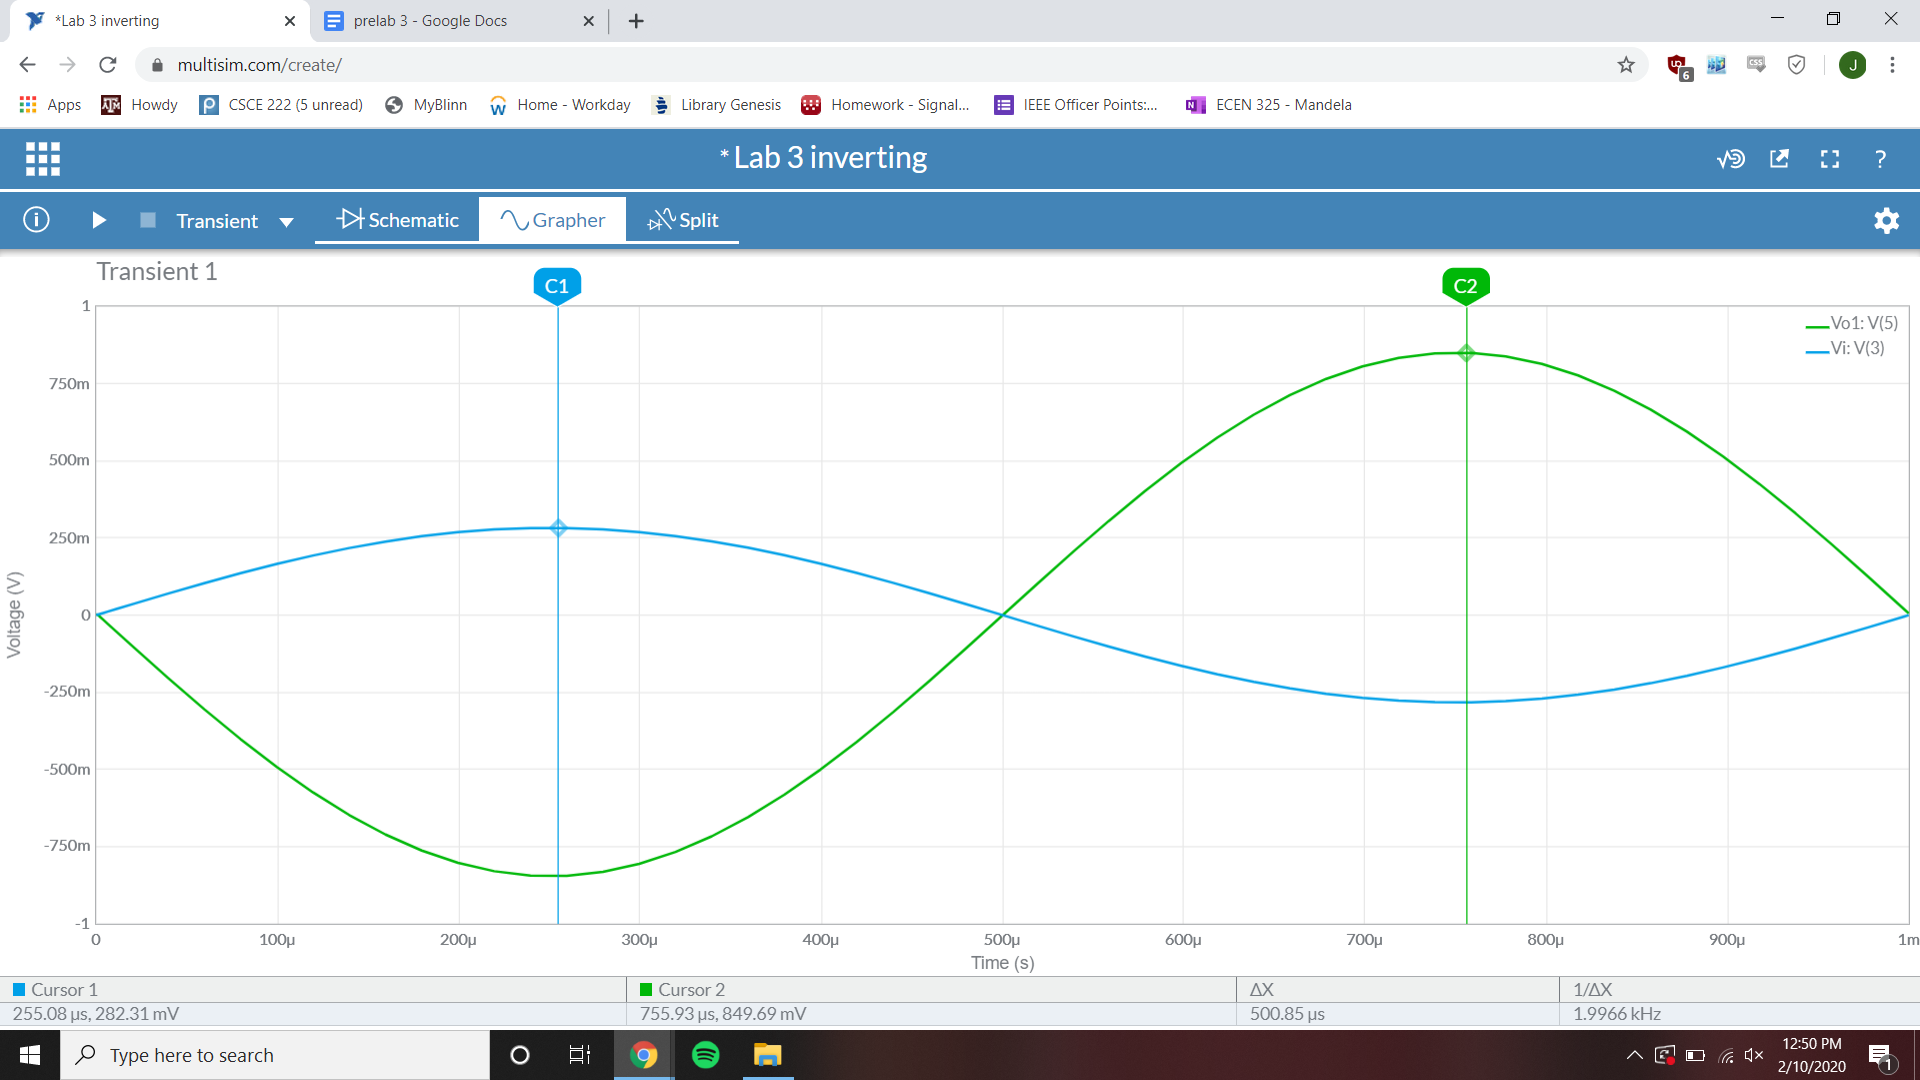 *Lab 3 inverting
prelab 3 - Google Docs
multisim.com/create/
6
CSS
J
Apps
Howdy
CSCE 222 (5 unread)
MyBlinn
Home - Workday
Library Genesis
Homework - Signal...
IEEE Officer Points:...
ECEN 325 - Mandela
* Lab 3 inverting
?
Transient
Schematic
Grapher
Split
Transient 1
C1
C2
Vo1: V(5)
Vi: V(3)
1
750m
500m
250m
0
-250m
-500m
-750m
-1
Voltage (V)
0 100µ 200µ 300µ 400µ 500µ 600µ 700µ 800µ 900µ 1m
Time (s)
Cursor 1 Cursor 2 ΔX 1/ΔX
255.08 µs, 282.31 mV 755.93 µs, 849.69 mV 500.85 µs 1.9966 kHz
Type here to search
12:50 PM
2/10/2020
1